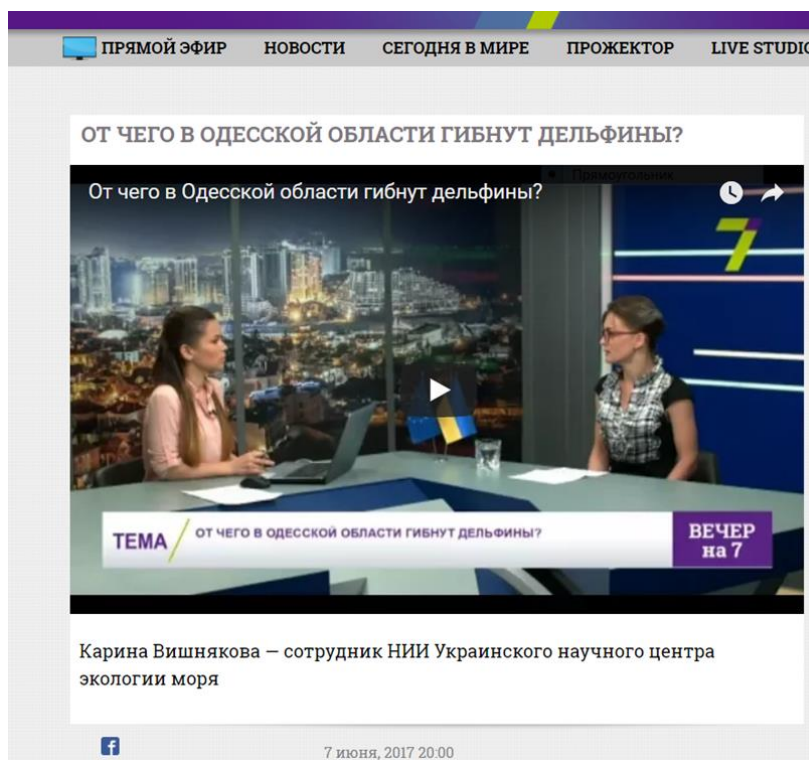 ПРЯМОЙ ЭФИР НОВОСТИ СЕГОДНЯ В МИРЕ ПРОЖЕКТОР LIVE STUDIO
ОТ ЧЕГО В ОДЕССКОЙ ОБЛАСТИ ГИБНУТ ДЕЛЬФИНЫ?
Прямоугольник
От чего в Одесской области гибнут дельфины?
7
ТЕМА ОТ ЧЕГО В ОДЕССКОЙ ОБЛАСТИ ГИБНУТ ДЕЛЬФИНЫ?
ВЕЧЕР
на 7
Карина Вишнякова — сотрудник НИИ Украинского научного центра
экологии моря
7 июня, 2017 20:00